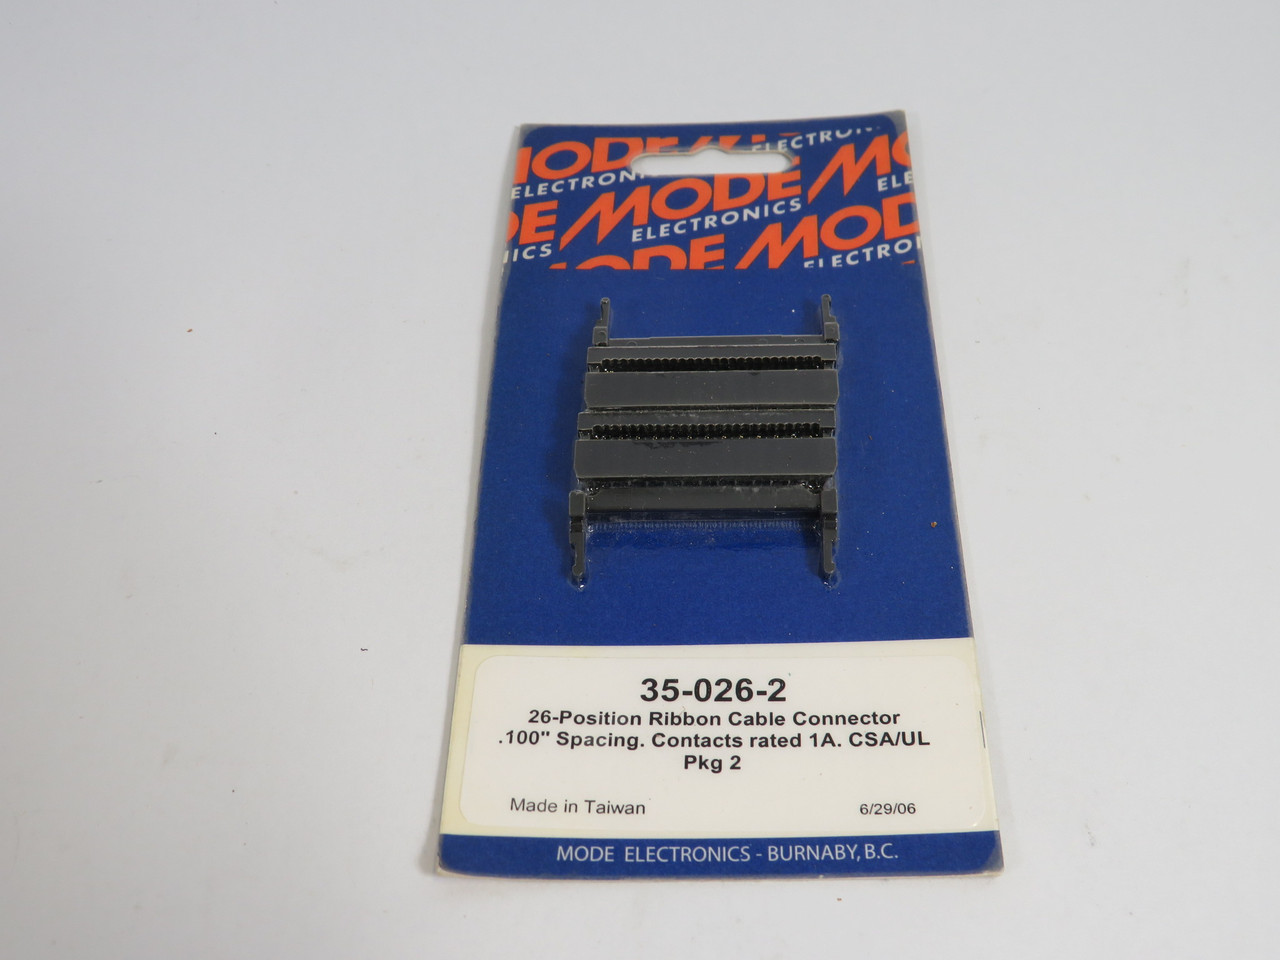 MODE ELECTRONICS
ELECTRONICS
MODE
ELECTRONICS
MODE
35-026-2
26-Position Ribbon Cable Connector
.100" Spacing. Contacts rated 1A. CSA/UL
Pkg 2
Made in Taiwan 6/29/06
MODE ELECTRONICS - BURNABY, B.C.